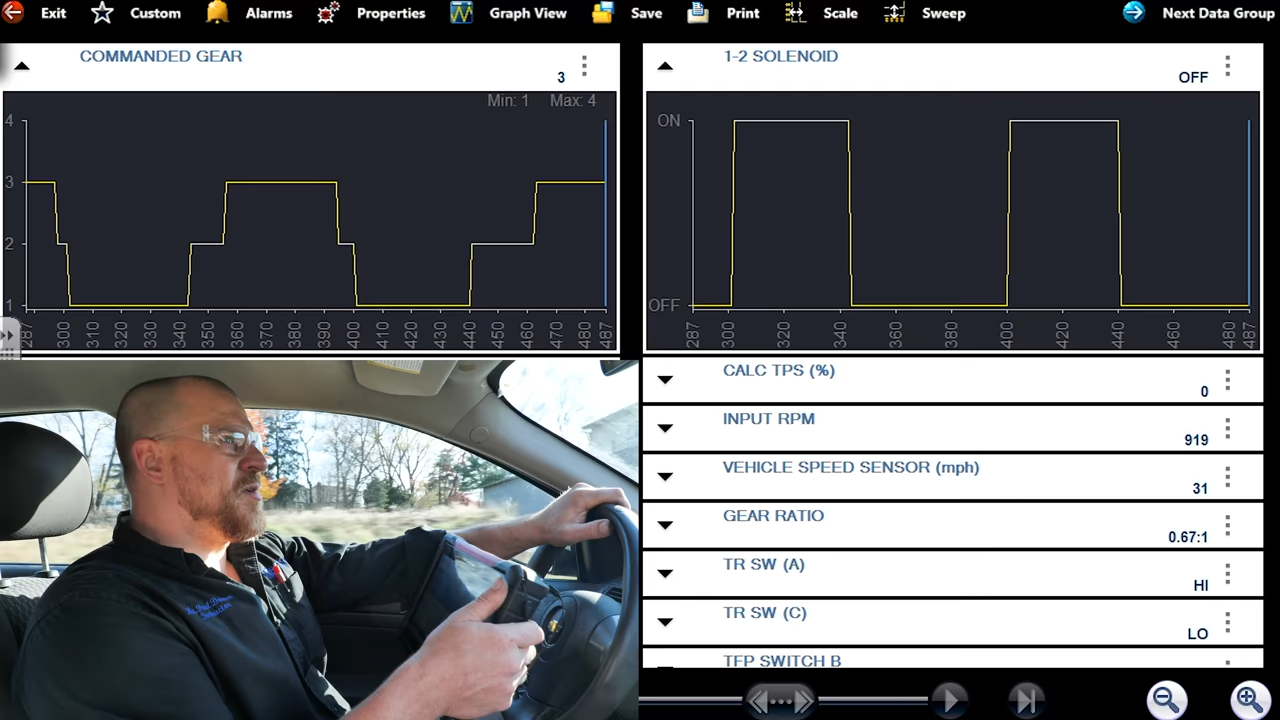 Exit Custom Alarms Properties Graph View Save Print Scale Sweep Next Data Group
COMMANDED GEAR
3
Min: 1 Max: 4
4
3
2
1
287 300 310 320 330 340 350 360 370 380 390 400 410 420 430 440 450 460 470 480 487
1-2 SOLENOID
OFF
ON
OFF
287 300 320 340 360 380 400 420 440 460 480 487
CALC TPS (%)
0
INPUT RPM
919
VEHICLE SPEED SENSOR (mph)
31
GEAR RATIO
0.67:1
TR SW (A)
HI
TR SW (C)
LO
TFP SWITCH B